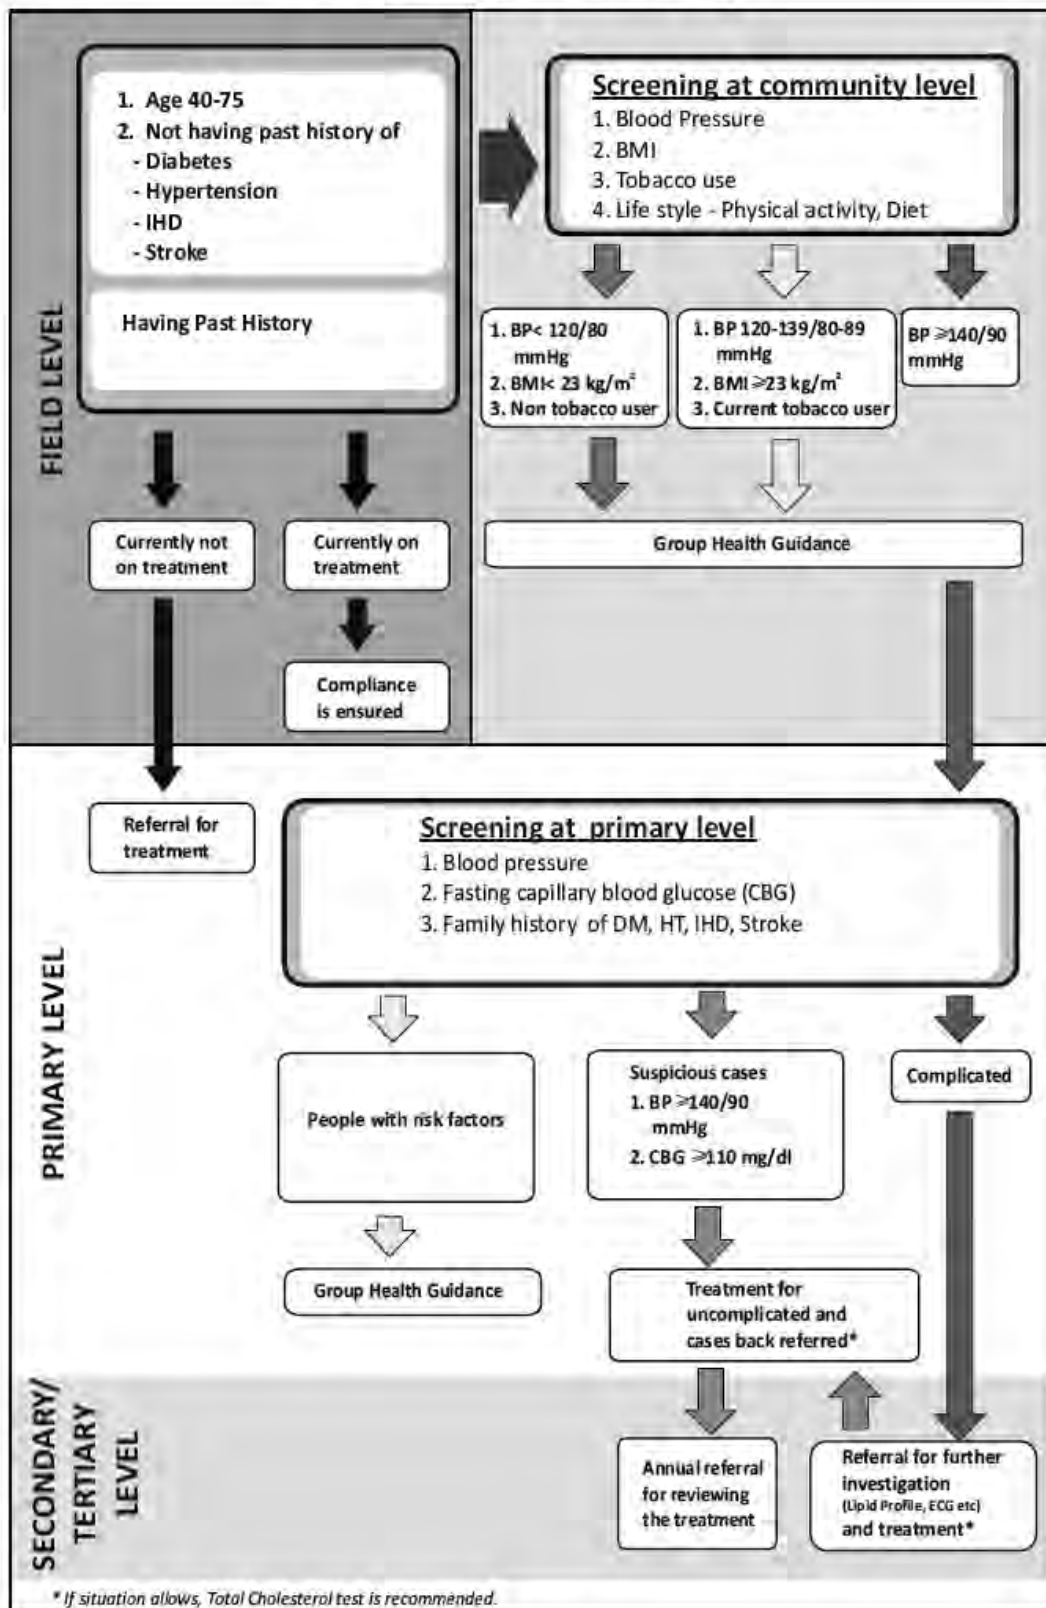 1. Age 40-75
2. Not having past history of
- Diabetes
- Hypertension
- IHD
- Stroke
Having Past History
FIELD LEVEL
Currently not
on treatment
Currently on
treatment
Compliance
is ensured
Screening at community level
1. Blood Pressure
2. BMI
3. Tobacco use
4. Life style - Physical activity, Diet
1. BP< 120/80
mmHg
2. BMI< 23 kg/m²
3. Non tobacco user
1. BP 120-139/80-89
mmHg
2. BMI ⩾23 kg/m²
3. Current tobacco user
BP ⩾140/90
mmHg
Group Health Guidance
PRIMARY LEVEL
Referral for
treatment
Screening at primary level
1. Blood pressure
2. Fasting capillary blood glucose (CBG)
3. Family history of DM, HT, IHD, Stroke
People with risk factors
Group Health Guidance
Suspicious cases
1. BP ⩾140/90
mmHg
2. CBG ⩾110 mg/dl
Complicated
Treatment for
uncomplicated and
cases back referred*
SECONDARY/
TERTIARY
LEVEL
Annual referral
for reviewing
the treatment
Referral for further
investigation
(Lipid Profile, ECG etc)
and treatment*
* If situation allows, Total Cholesterol test is recommended.